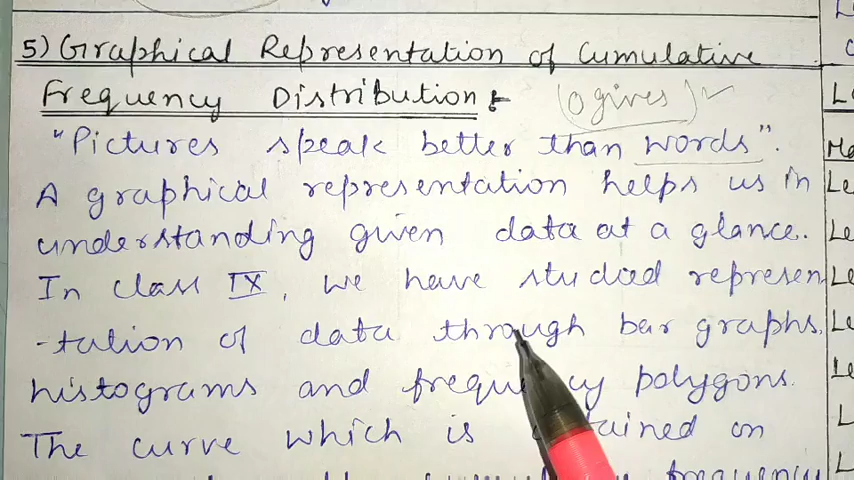 5) Graphical Representation of Cumulative
Frequency Distribution :- (Ogives)
"Pictures speak better than words".
A graphical representation helps us in
understanding given data at a glance.
In class IX, we have studied represen
-tation of data through bar graphs,
histograms and polygons.
The curve which is on
frequency